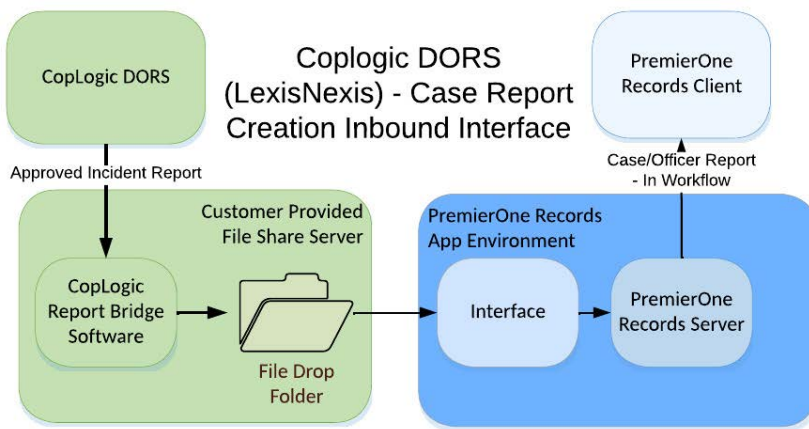 CopLogic DORS
Coplogic DORS
(LexisNexis) - Case Report
Creation Inbound Interface
PremierOne
Records Client
Approved Incident Report
Case/Officer Report
- In Workflow
Customer Provided
File Share Server
PremierOne Records
App Environment
CopLogic
Report Bridge
Software
File Drop
Folder
Interface
PremierOne
Records Server